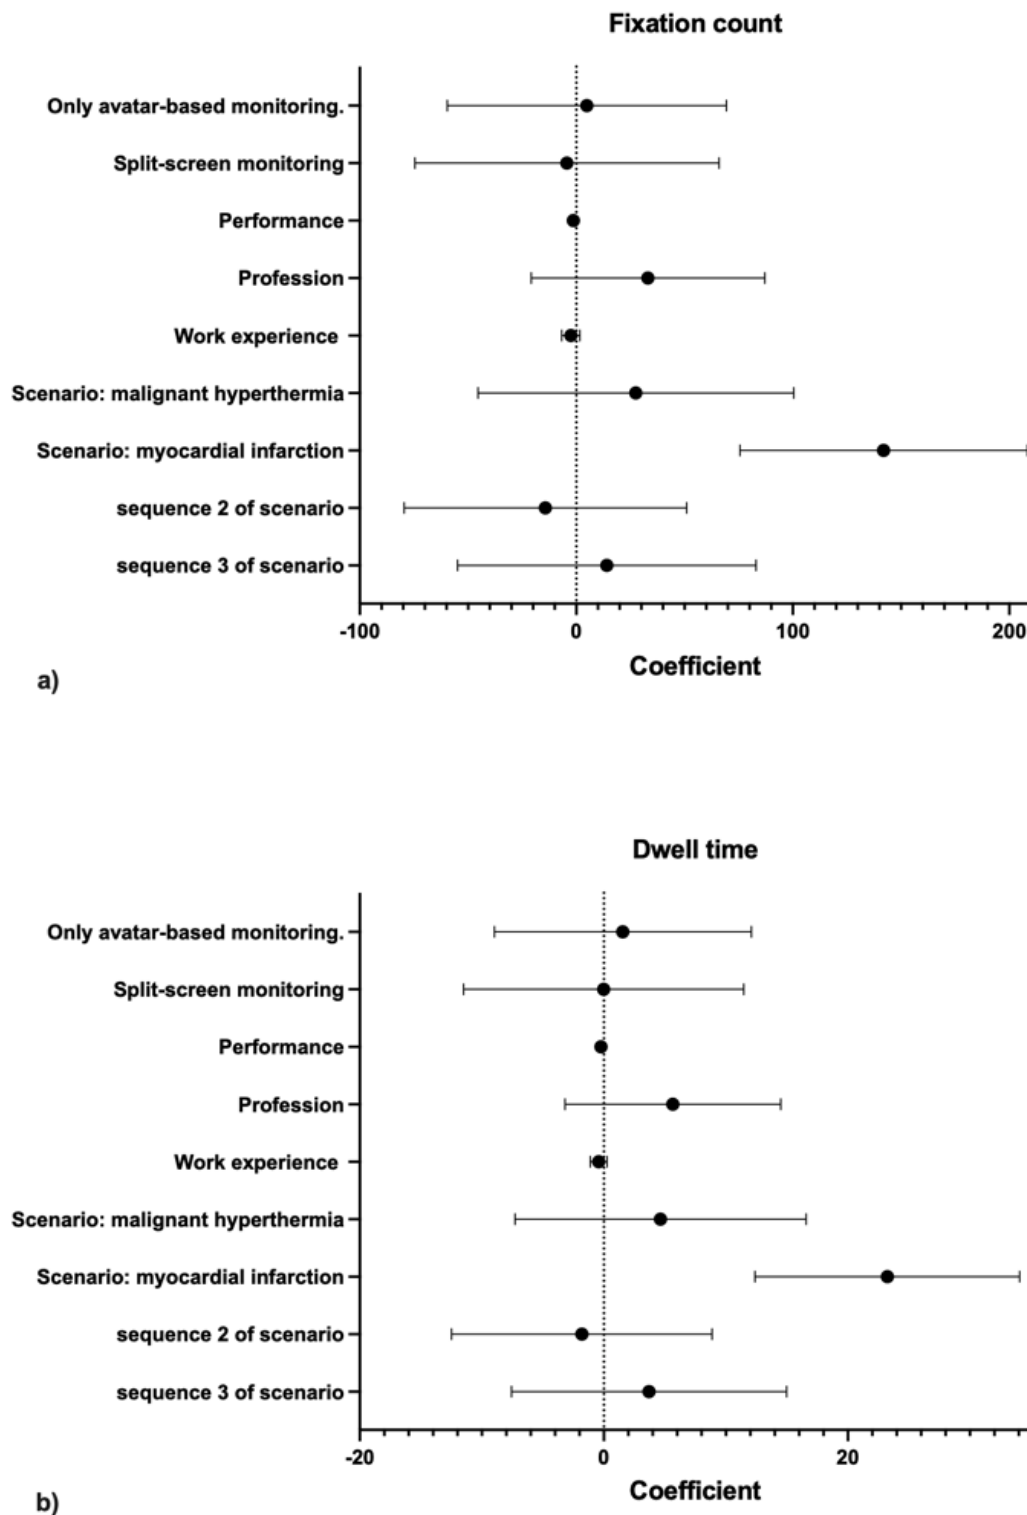 Fixation count
Only avatar-based monitoring.
Split-screen monitoring
Performance
Profession
Work experience
Scenario: malignant hyperthermia
Scenario: myocardial infarction
sequence 2 of scenario
sequence 3 of scenario
-100 0 100 200
Coefficient
a)
Dwell time
Only avatar-based monitoring.
Split-screen monitoring
Performance
Profession
Work experience
Scenario: malignant hyperthermia
Scenario: myocardial infarction
sequence 2 of scenario
sequence 3 of scenario
-20 0 20
Coefficient
b)